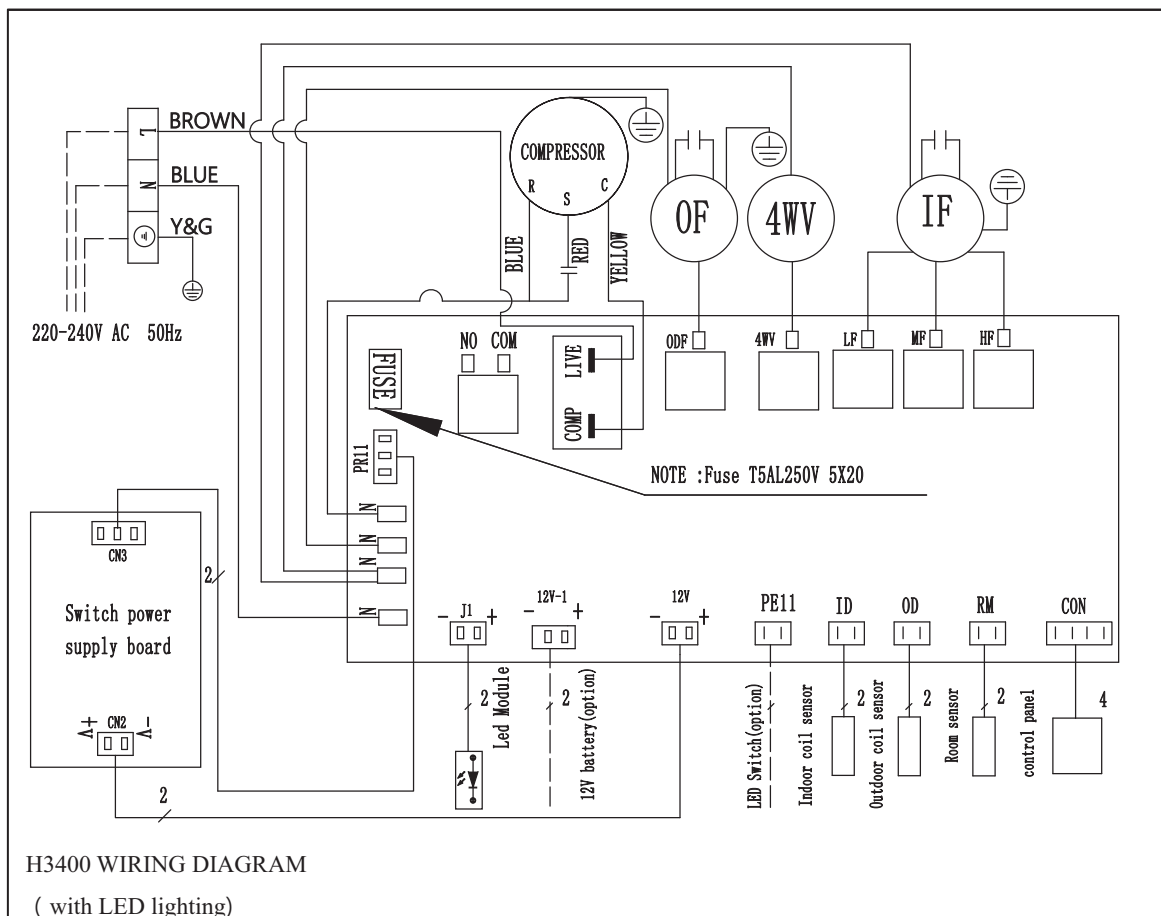 COMPRESSOR
R
S
C
BROWN
L
BLUE
N
Y&G
220-240V AC 50Hz
BLUE
RED
YELLOW
OF
4WV
IF
NO COM
LIVE
COMP
ODF
4WV
LF
MF
HF
FUSE
PR11
NOTE :Fuse T5AL250V 5X20
N
N
N
N
CN3
Switch power
supply board
CN2
V+
V-
2
2
- J1 +
- 12V-1 +
- 12V +
PE11
ID
OD
RM
CON
2
Led Module
2
12V battery(option)
LED Switch(option)
Indoor coil sensor
2
Outdoor coil sensor
2
Room sensor
2
control panel
4
H3400 WIRING DIAGRAM
( with LED lighting)